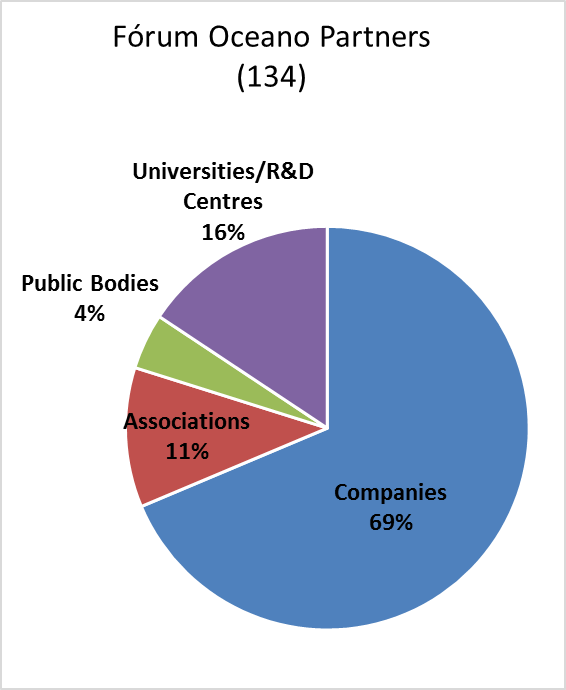 Fórum Oceano Partners
(134)
Universities/R&D
Centres
16%
Public Bodies
4%
Associations
11%
Companies
69%